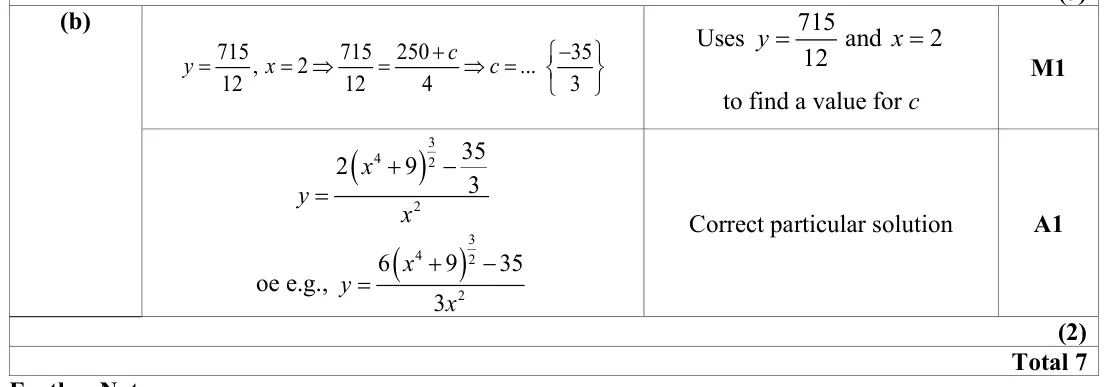 (b)
y = 715/12, x = 2 ⇒ 715/12 = (250 + c)/4 ⇒ c = ... {−35/3}
Uses y = 715/12 and x = 2
to find a value for c
M1
y = (2(x⁴ + 9)^(3/2) − 35/3)/x²
oe e.g., y = (6(x⁴ + 9)^(3/2) − 35)/(3x²)
Correct particular solution
A1
(2)
Total 7